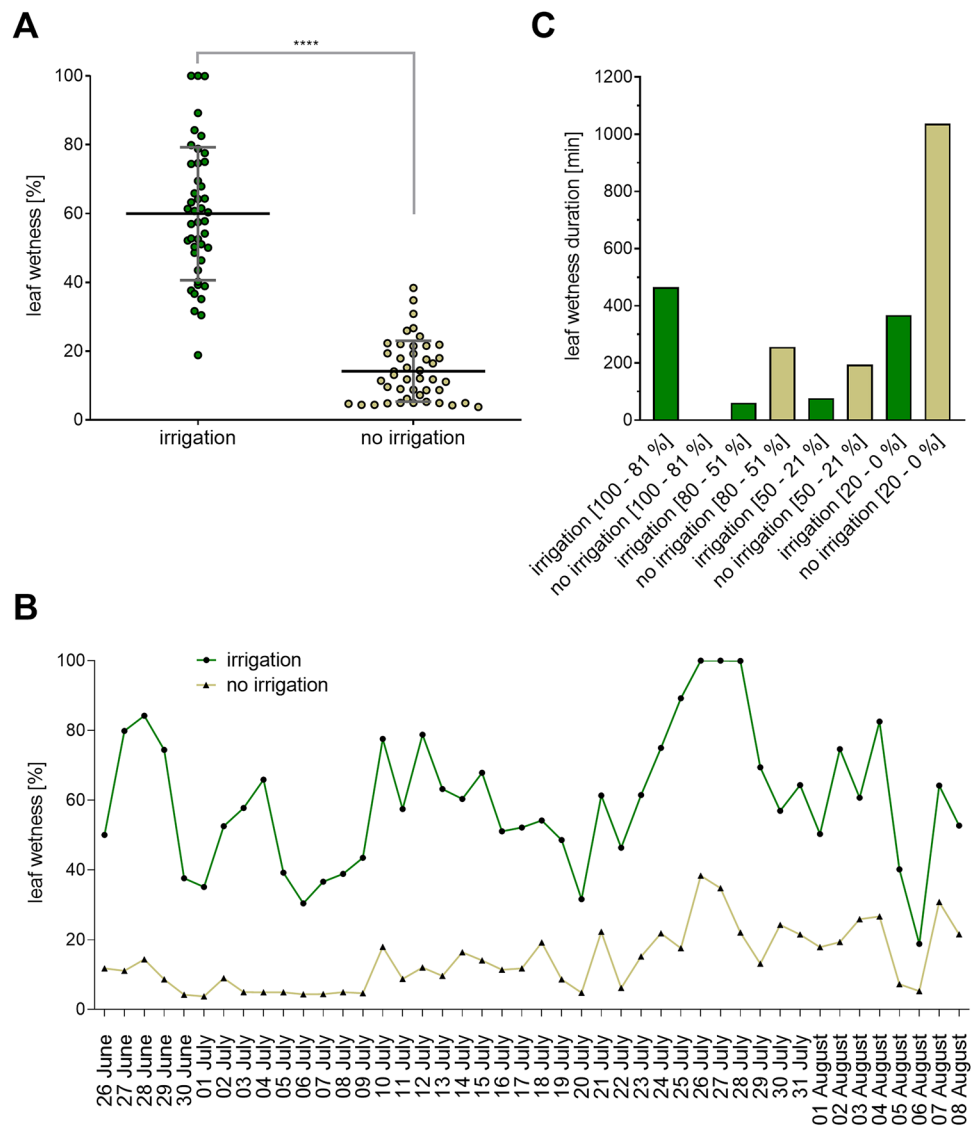 A
****
leaf wetness [%]
100
80
60
40
20
0
irrigation
no irrigation
C
leaf wetness duration [min]
1200
1000
800
600
400
200
0
irrigation [100 - 81 %]
no irrigation [100 - 81 %]
irrigation [80 - 51 %]
no irrigation [80 - 51 %]
irrigation [50 - 21 %]
no irrigation [50 - 21 %]
irrigation [20 - 0 %]
no irrigation [20 - 0 %]
B
irrigation
no irrigation
leaf wetness [%]
100
80
60
40
20
0
26 June
27 June
28 June
29 June
30 June
01 July
02 July
03 July
04 July
05 July
06 July
07 July
08 July
09 July
10 July
11 July
12 July
13 July
14 July
15 July
16 July
17 July
18 July
19 July
20 July
21 July
22 July
23 July
24 July
25 July
26 July
27 July
28 July
29 July
30 July
31 July
01 August
02 August
03 August
04 August
05 August
06 August
07 August
08 August